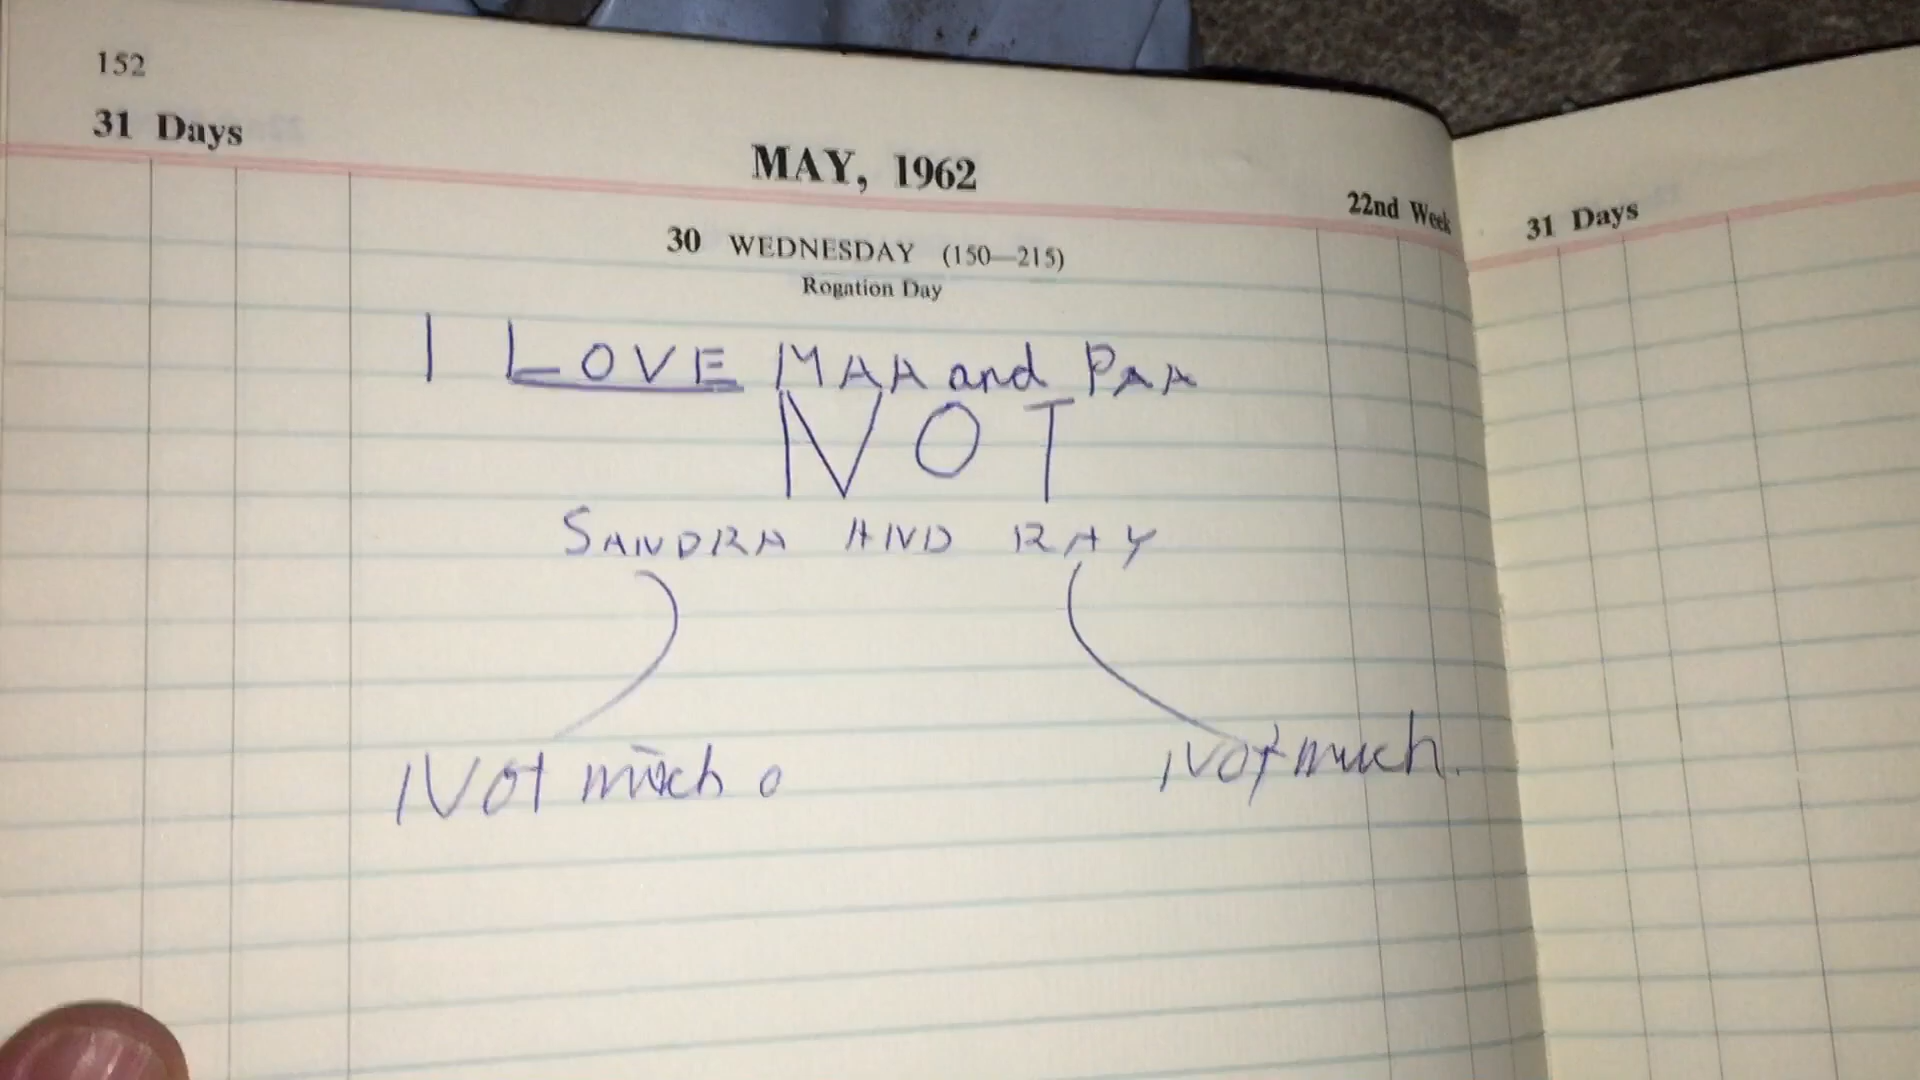 152
31 Days
MAY, 1962
22nd Week
30 WEDNESDAY (150—215)
Rogation Day
I LOVE MAA and PAA
NOT
SANDRA AND RAY
Not much
Not much.
31 Days